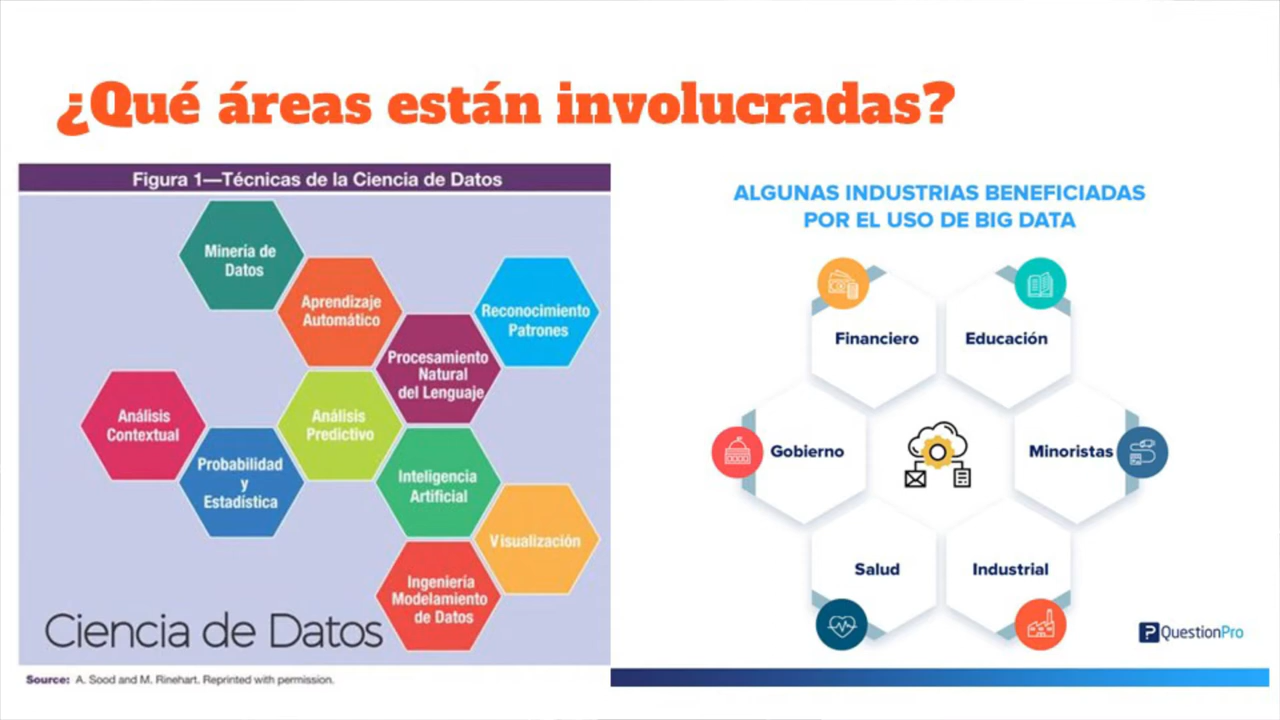 ¿Qué áreas están involucradas?
Figura 1—Técnicas de la Ciencia de Datos
Minería de
Datos
Aprendizaje
Automático
Reconocimiento
Patrones
Procesamiento
Natural
del Lenguaje
Análisis
Contextual
Análisis
Predictivo
Probabilidad
y
Estadística
Inteligencia
Artificial
Visualización
Ingeniería
Modelamiento
de Datos
Ciencia de Datos
Source: A. Sood and M. Rinehart. Reprinted with permission.
ALGUNAS INDUSTRIAS BENEFICIADAS
POR EL USO DE BIG DATA
Financiero
Educación
Gobierno
Minoristas
Salud
Industrial
QuestionPro